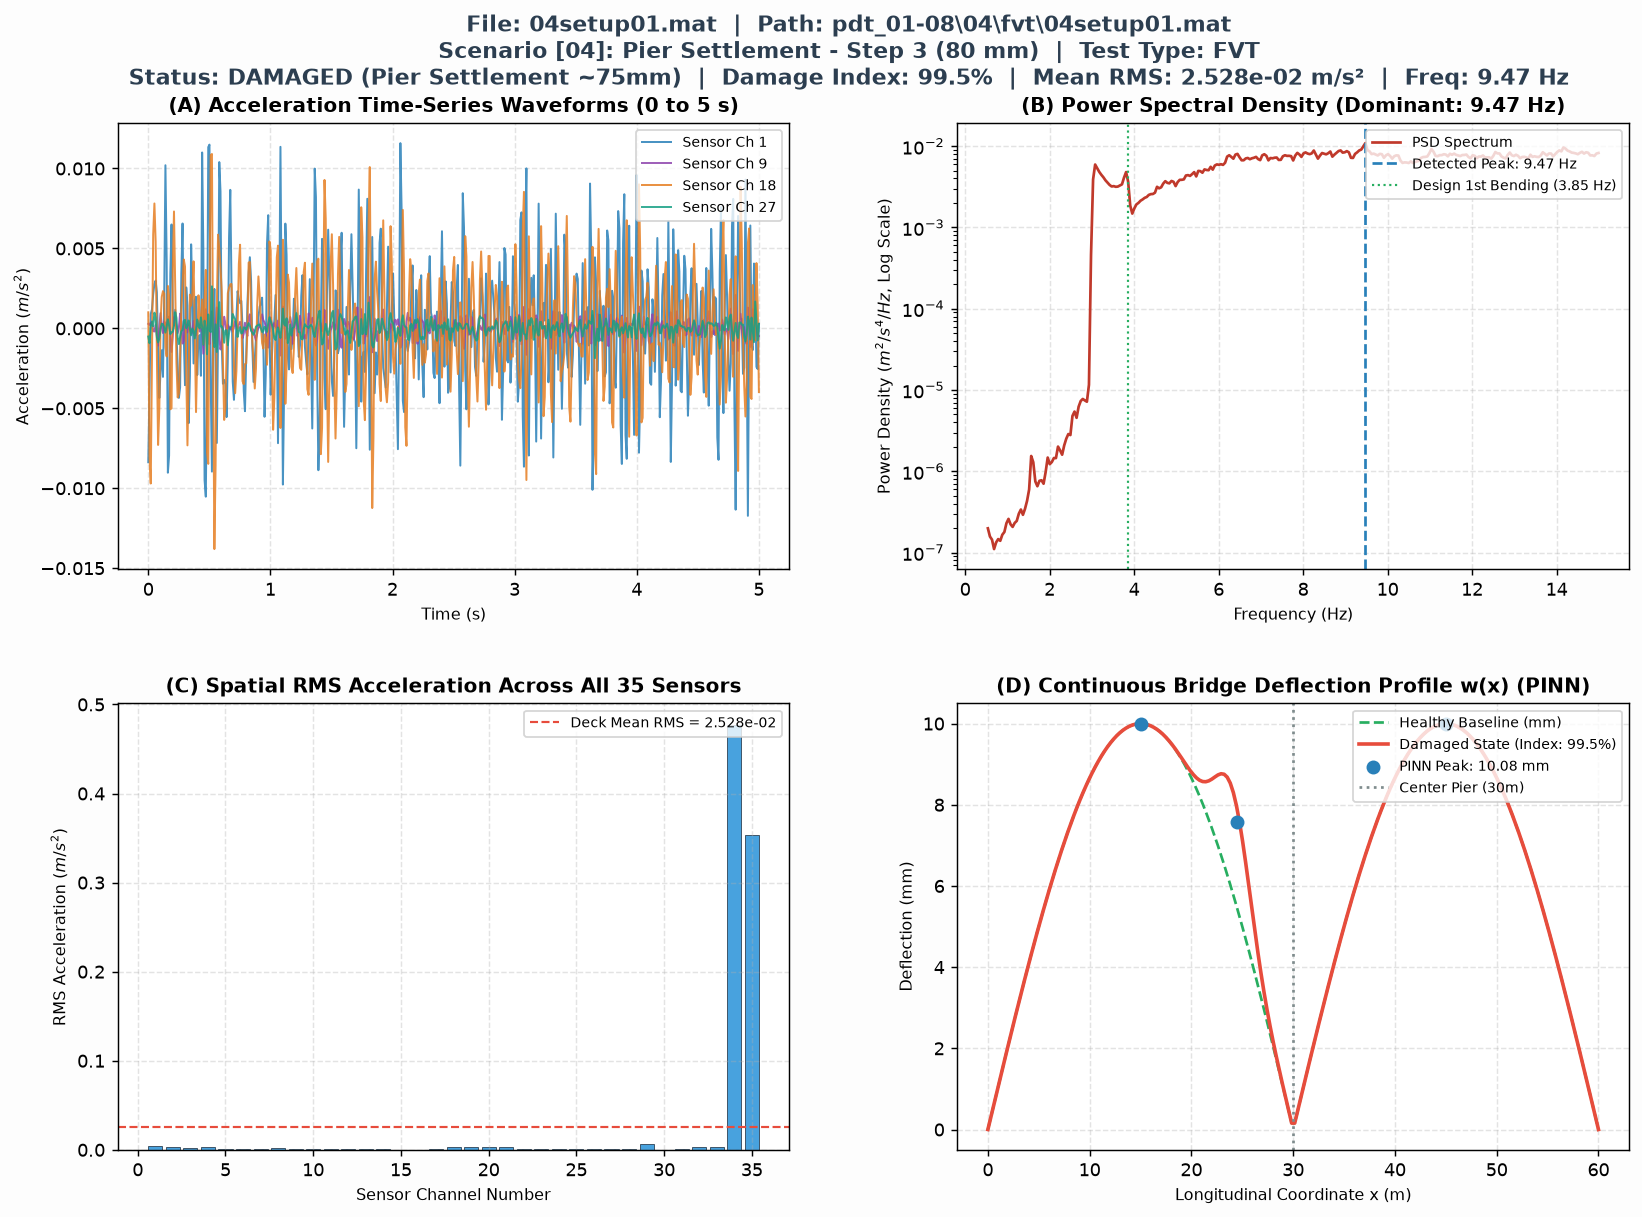 File: 04setup01.mat | Path: pdt_01-08\04\fvt\04setup01.mat
Scenario [04]: Pier Settlement - Step 3 (80 mm) | Test Type: FVT
Status: DAMAGED (Pier Settlement ~75mm) | Damage Index: 99.5% | Mean RMS: 2.528e-02 m/s² | Freq: 9.47 Hz
(A) Acceleration Time-Series Waveforms (0 to 5 s)
Sensor Ch 1
Sensor Ch 9
Sensor Ch 18
Sensor Ch 27
0.010
0.005
0.000
−0.005
−0.010
−0.015
Acceleration (m/s²)
0 1 2 3 4 5
Time (s)
(B) Power Spectral Density (Dominant: 9.47 Hz)
PSD Spectrum
Detected Peak: 9.47 Hz
Design 1st Bending (3.85 Hz)
10⁻²
10⁻³
10⁻⁴
10⁻⁵
10⁻⁶
10⁻⁷
Power Density (m²/s⁴/Hz, Log Scale)
0 2 4 6 8 10 12 14
Frequency (Hz)
(C) Spatial RMS Acceleration Across All 35 Sensors
Deck Mean RMS = 2.528e-02
0.5
0.4
0.3
0.2
0.1
0.0
RMS Acceleration (m/s²)
0 5 10 15 20 25 30 35
Sensor Channel Number
(D) Continuous Bridge Deflection Profile w(x) (PINN)
Healthy Baseline (mm)
Damaged State (Index: 99.5%)
PINN Peak: 10.08 mm
Center Pier (30m)
10
8
6
4
2
0
Deflection (mm)
0 10 20 30 40 50 60
Longitudinal Coordinate x (m)